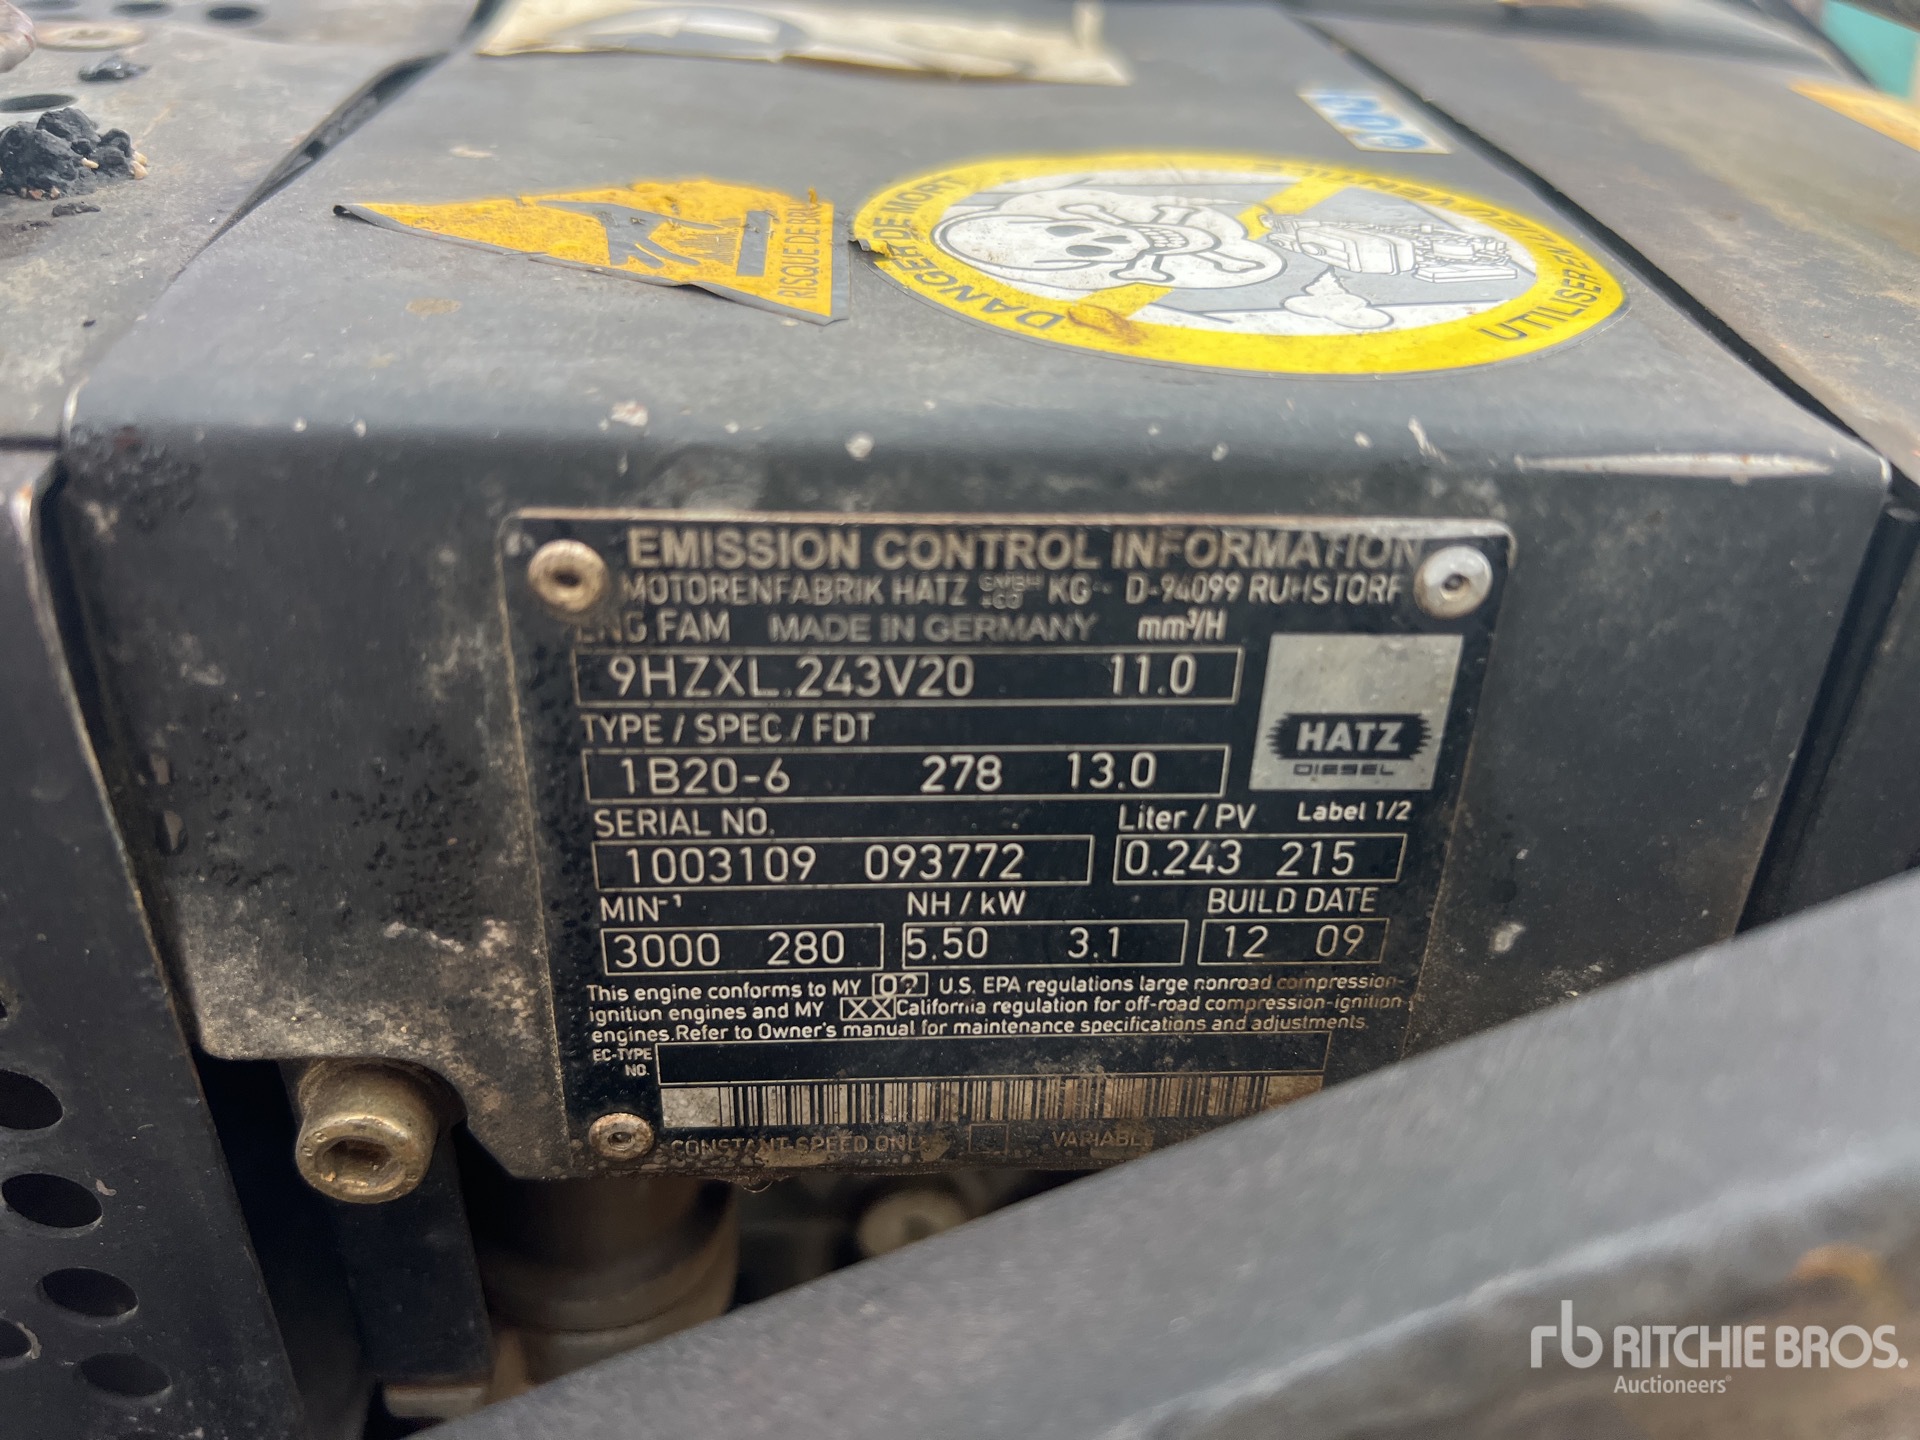 RISQUE DE BRU
DANGER DE MORT
UTILISER EN LIEU VENTILÉ
EMISSION CONTROL INFORMATION
MOTORENFABRIK HATZ GMBH +CO KG D-94099 RUHSTORF
ENG.FAM MADE IN GERMANY mm³/H
9HZXL.243V20 11.0
TYPE / SPEC / FDT
1B20-6 278 13.0
HATZ
DIESEL
SERIAL NO. Liter / PV Label 1/2
1003109 093772 0.243 215
MIN⁻¹ NH / kW BUILD DATE
3000 280 5.50 3.1 12 09
This engine conforms to MY U.S. EPA regulations large nonroad compression-
ignition engines and MY XX California regulation for off-road compression-ignition
engines.Refer to Owner's manual for maintenance specifications and adjustments.
EC-TYPE
NO.
CONSTANT-SPEED ONLY VARIABLE
rb RITCHIE BROS.
Auctioneers